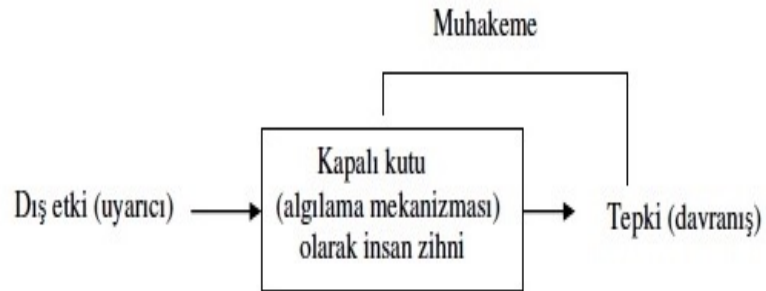 Muhakeme
Kapalı kutu
Dış etki (uyarıcı)
(algılama mekanizması)
Tepki (davranış)
olarak insan zihni